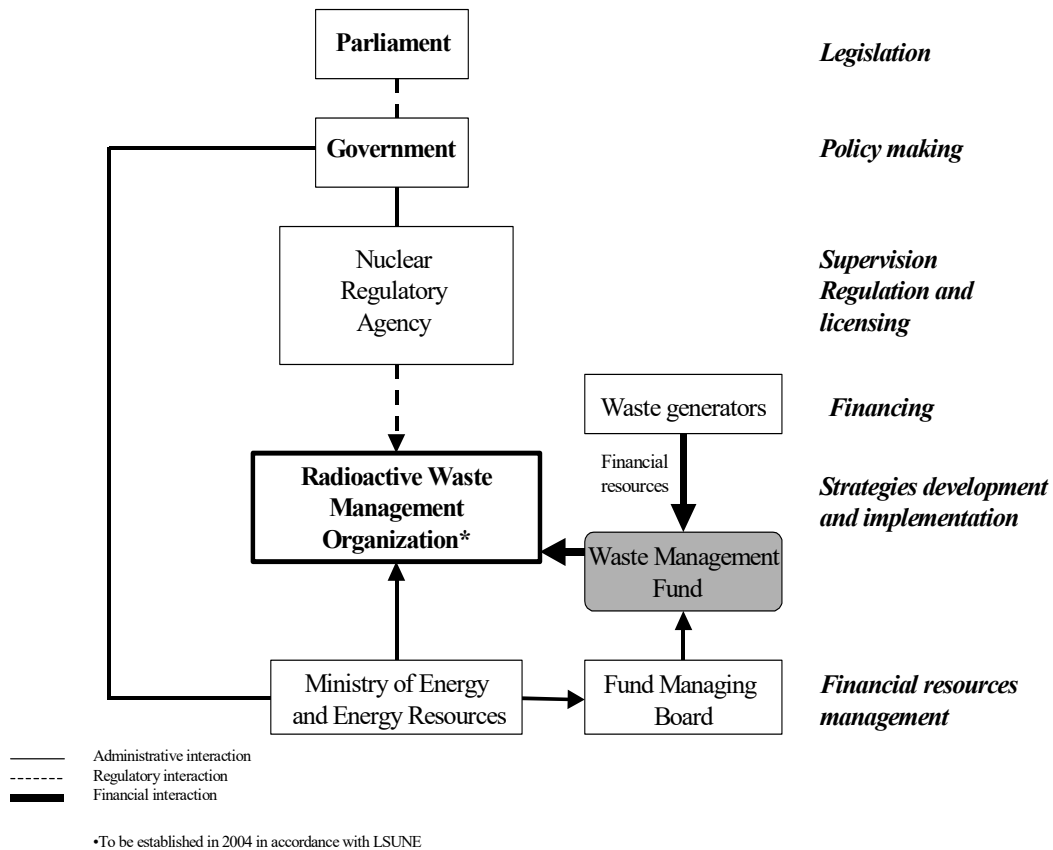 Parliament
Legislation
Government
Policy making
Nuclear
Regulatory
Agency
Supervision
Regulation and
licensing
Waste generators
Financing
Financial
resources
Radioactive Waste
Management
Organization*
Strategies development
and implementation
Waste Management
Fund
Ministry of Energy
and Energy Resources
Fund Managing
Board
Financial resources
management
Administrative interaction
Regulatory interaction
Financial interaction
•To be established in 2004 in accordance with LSUNE